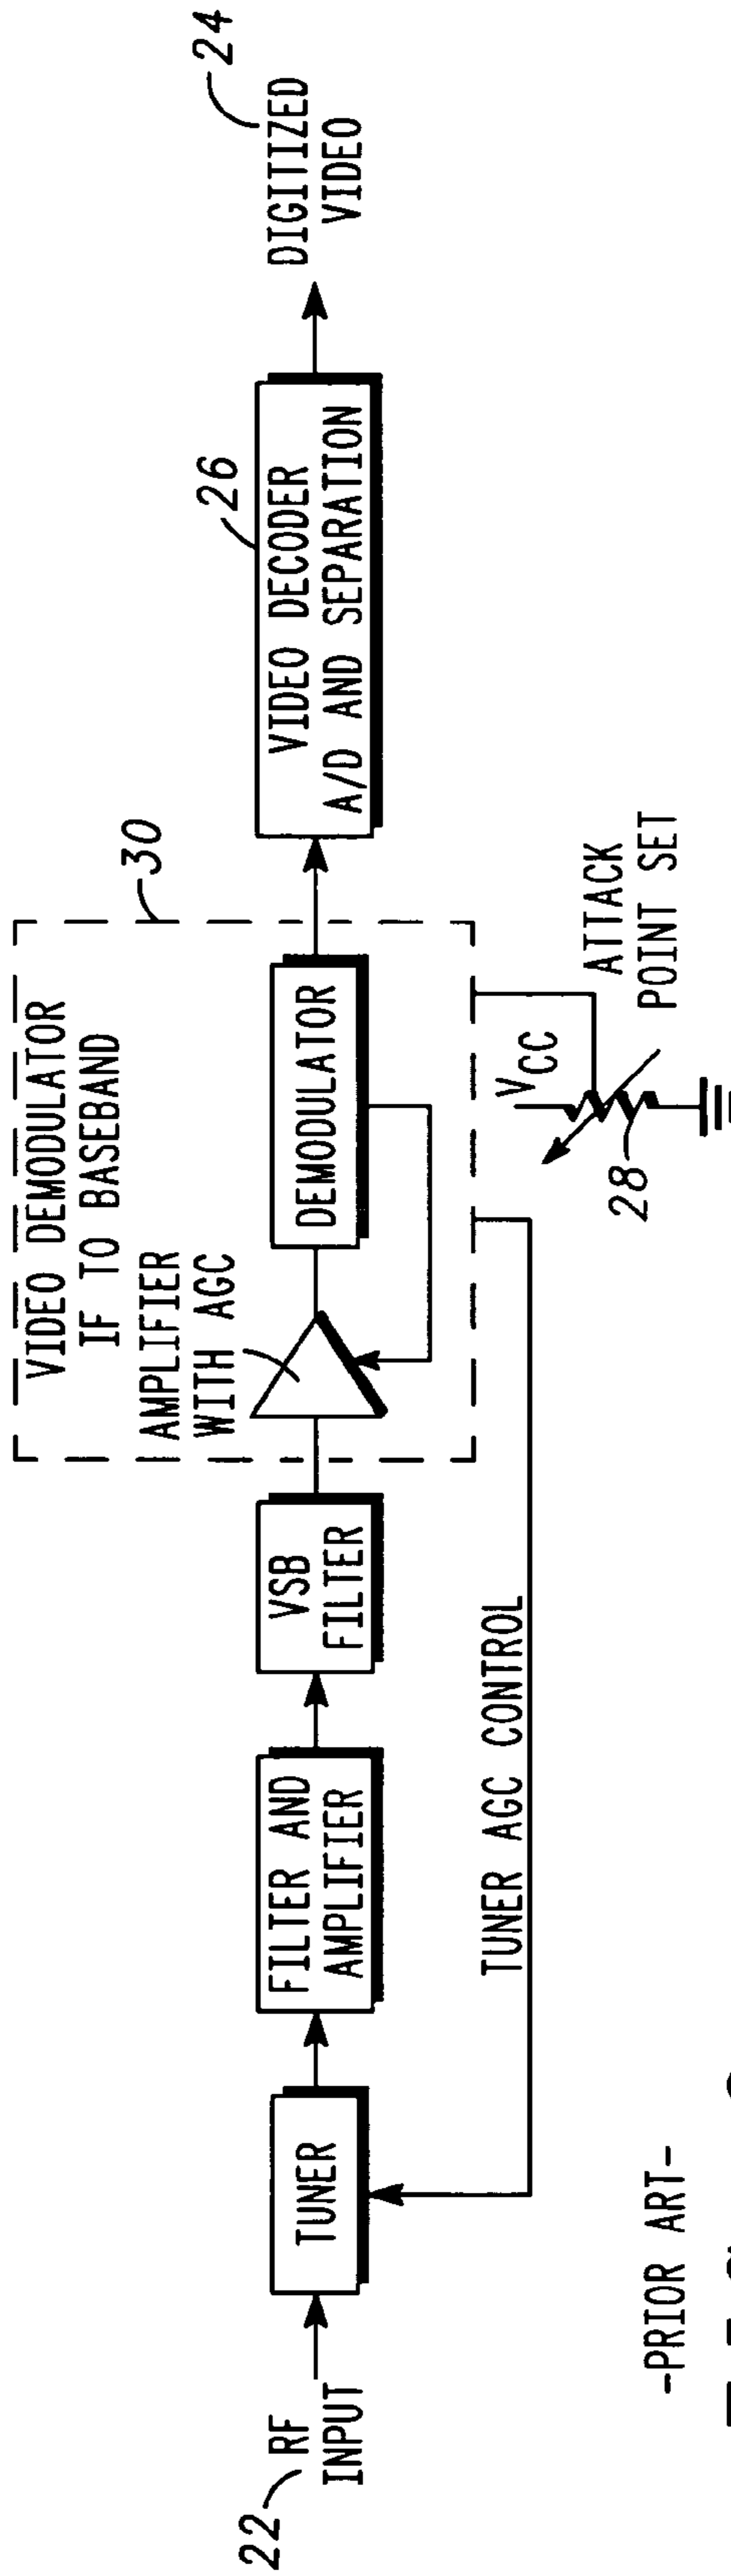 22
RF
INPUT
TUNER
FILTER AND
AMPLIFIER
VSB
FILTER
VIDEO DEMODULATOR
IF TO BASEBAND
30
AMPLIFIER
WITH AGC
DEMODULATOR
26
VIDEO DECODER
A/D AND SEPARATION
24
DIGITIZED
VIDEO
TUNER AGC CONTROL
VCC
28
ATTACK
POINT SET
-PRIOR ART-